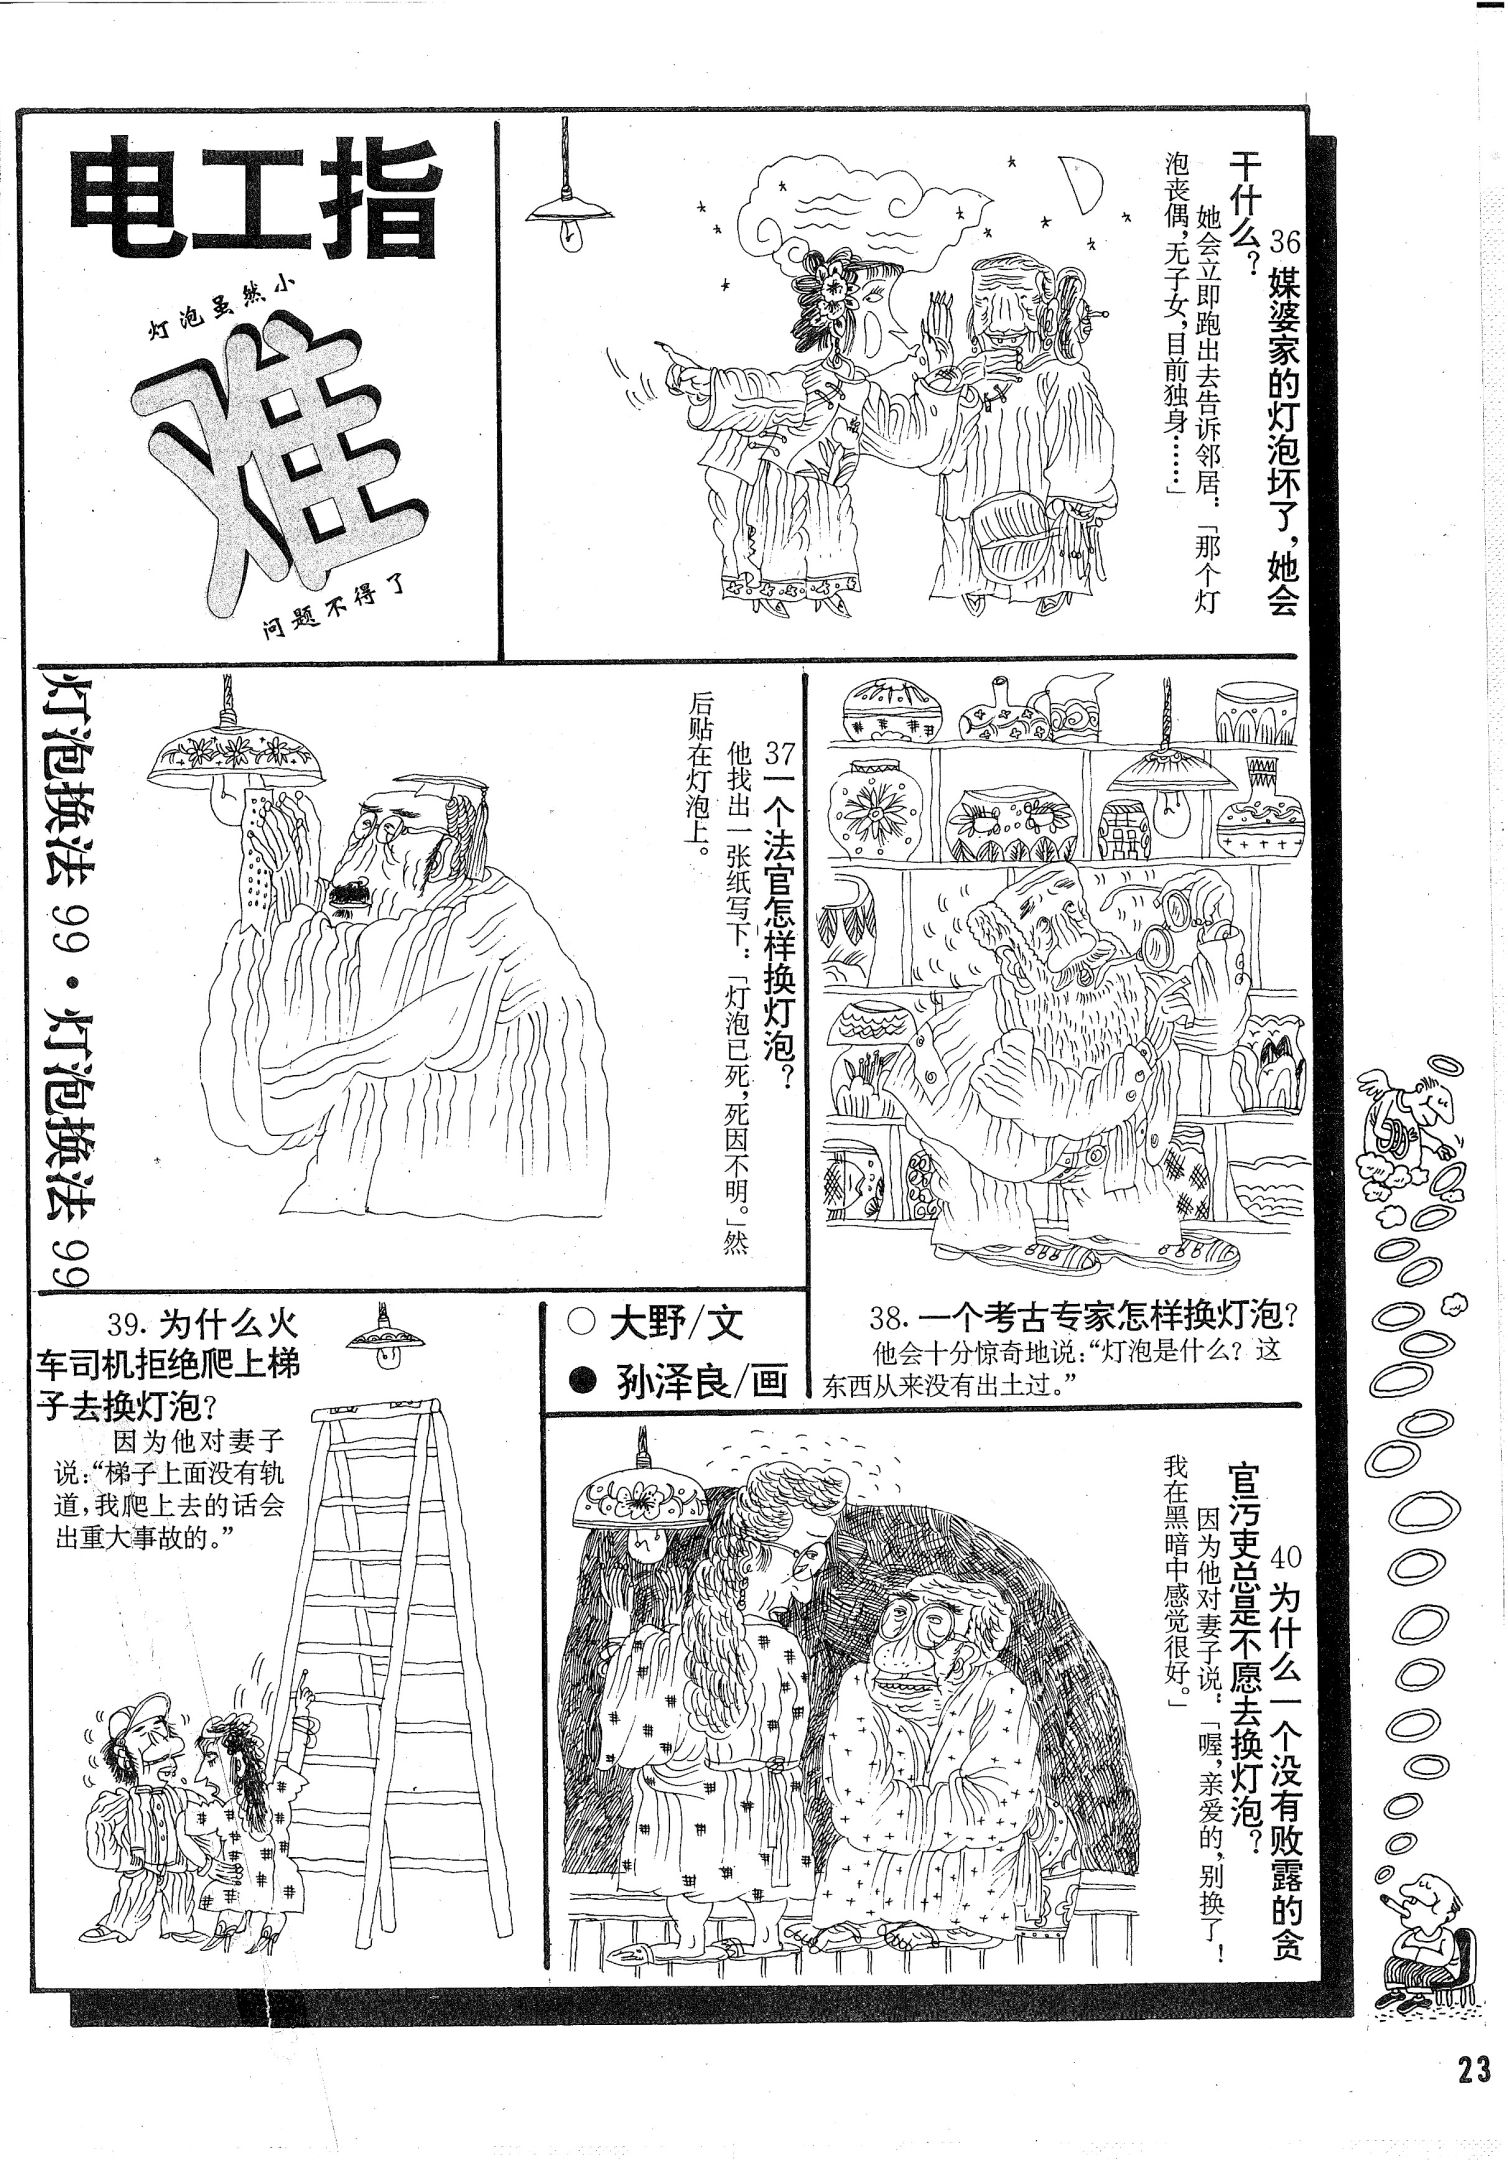 电工指
难
灯泡虽然小
问题不得了
36 媒婆家的灯泡坏了，她会
干什么？
她会立即跑出去告诉邻居：「那个灯
泡丧偶，无子女，目前独身……」
灯泡换法 99·灯泡换法 99
37 一个法官怎样换灯泡？
他找出一张纸写下：「灯泡已死，死因不明。」然
后贴在灯泡上。
38. 一个考古专家怎样换灯泡？
他会十分惊奇地说：“灯泡是什么？这
东西从来没有出土过。”
39. 为什么火
车司机拒绝爬上梯
子去换灯泡？
因为他对妻子
说：“梯子上面没有轨
道，我爬上去的话会
出重大事故的。”
○ 大野/文
● 孙泽良/画
40 为什么一个没有败露的贪
官污吏总是不愿去换灯泡？
因为他对妻子说：「喔，亲爱的，别换了！
我在黑暗中感觉很好。」
23